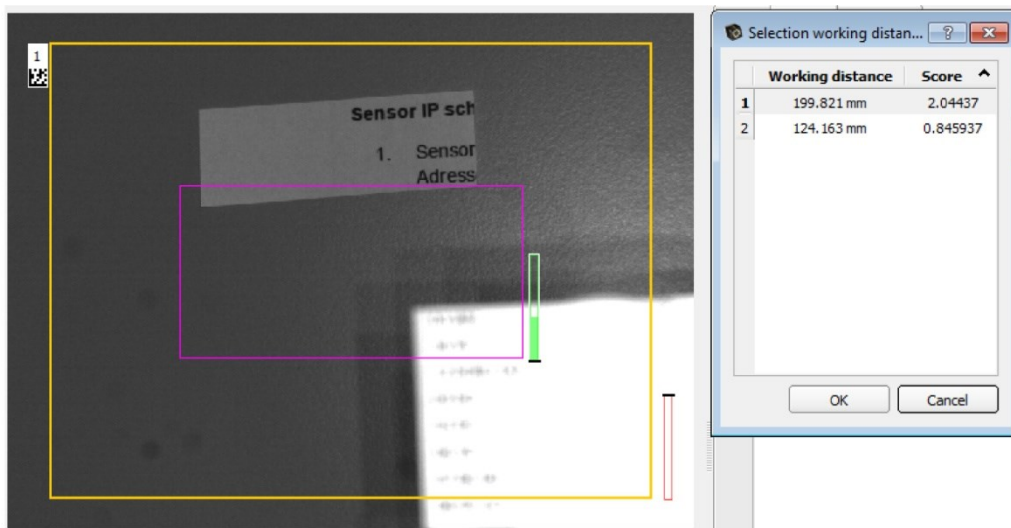 1
Sensor IP sch
1. Sensor
Adress
Selection working distan...
?
Working distance Score
1 199.821 mm 2.04437
2 124.163 mm 0.845937
OK Cancel